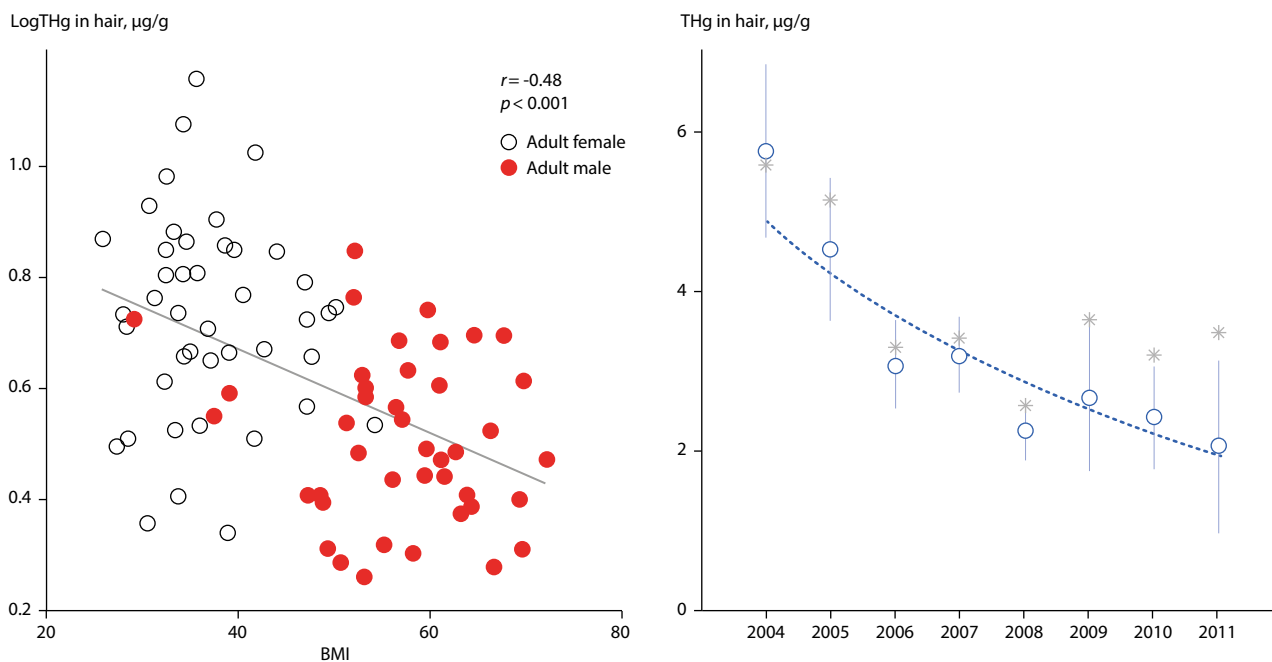 LogTHg in hair, µg/g
r = -0.48
p < 0.001
Adult female
Adult male
1.0
0.8
0.6
0.4
0.2
20 40 60 80
BMI
THg in hair, µg/g
6
4
2
0
2004 2005 2006 2007 2008 2009 2010 2011